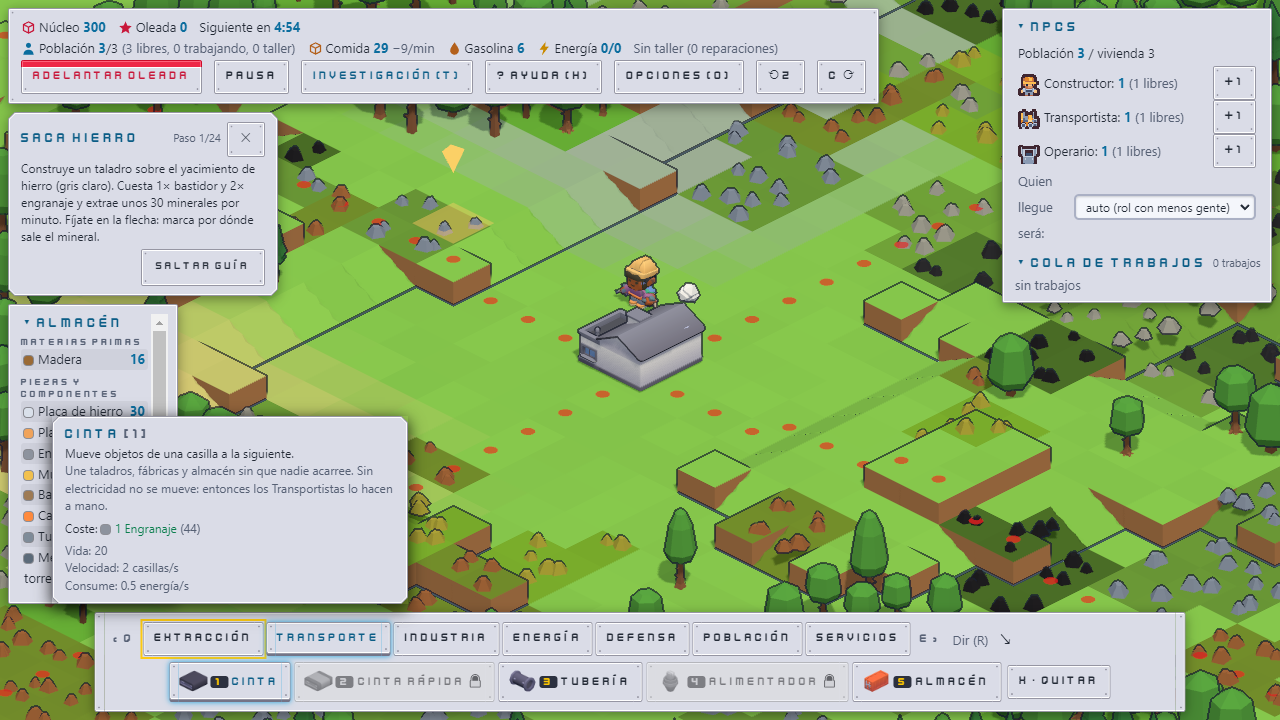 Núcleo 300 Oleada 0 Siguiente en 4:54
Población 3/3 (3 libres, 0 trabajando, 0 taller) Comida 29 −9/min Gasolina 6 Energía 0/0 Sin taller (0 reparaciones)
ADELANTAR OLEADA PAUSA INVESTIGACIÓN (T) ? AYUDA (H) OPCIONES (O) ⟲2 C ⟳
SACA HIERRO Paso 1/24 ×
Construye un taladro sobre el yacimiento de
hierro (gris claro). Cuesta 1× bastidor y 2×
engranaje y extrae unos 30 minerales por
minuto. Fíjate en la flecha: marca por dónde
sale el mineral.
SALTAR GUÍA
NPCS
Población 3 / vivienda 3
Constructor: 1 (1 libres) +1
Transportista: 1 (1 libres) +1
Operario: 1 (1 libres) +1
Quien
llegue auto (rol con menos gente)
será:
COLA DE TRABAJOS 0 trabajos
sin trabajos
ALMACÉN
MATERIAS PRIMAS
Madera 16
PIEZAS Y
COMPONENTES
Placa de hierro 30
torre
CINTA [1]
Mueve objetos de una casilla a la siguiente.
Une taladros, fábricas y almacén sin que nadie acarree. Sin
electricidad no se mueve: entonces los Transportistas lo hacen
a mano.
Coste: 1 Engranaje (44)
Vida: 20
Velocidad: 2 casillas/s
Consume: 0.5 energía/s
‹ Q EXTRACCIÓN TRANSPORTE INDUSTRIA ENERGÍA DEFENSA POBLACIÓN SERVICIOS E › Dir (R) ↘
1 CINTA 2 CINTA RÁPIDA 3 TUBERÍA 4 ALIMENTADOR 5 ALMACÉN X · QUITAR